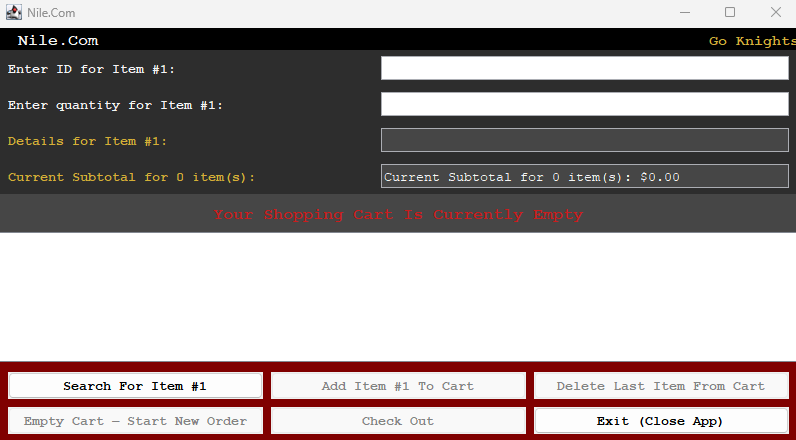 Nile.Com
Nile.Com
Go Knights
Enter ID for Item #1:
Enter quantity for Item #1:
Details for Item #1:
Current Subtotal for 0 item(s):
Current Subtotal for 0 item(s): $0.00
Your Shopping Cart Is Currently Empty
Search For Item #1
Add Item #1 To Cart
Delete Last Item From Cart
Empty Cart — Start New Order
Check Out
Exit (Close App)